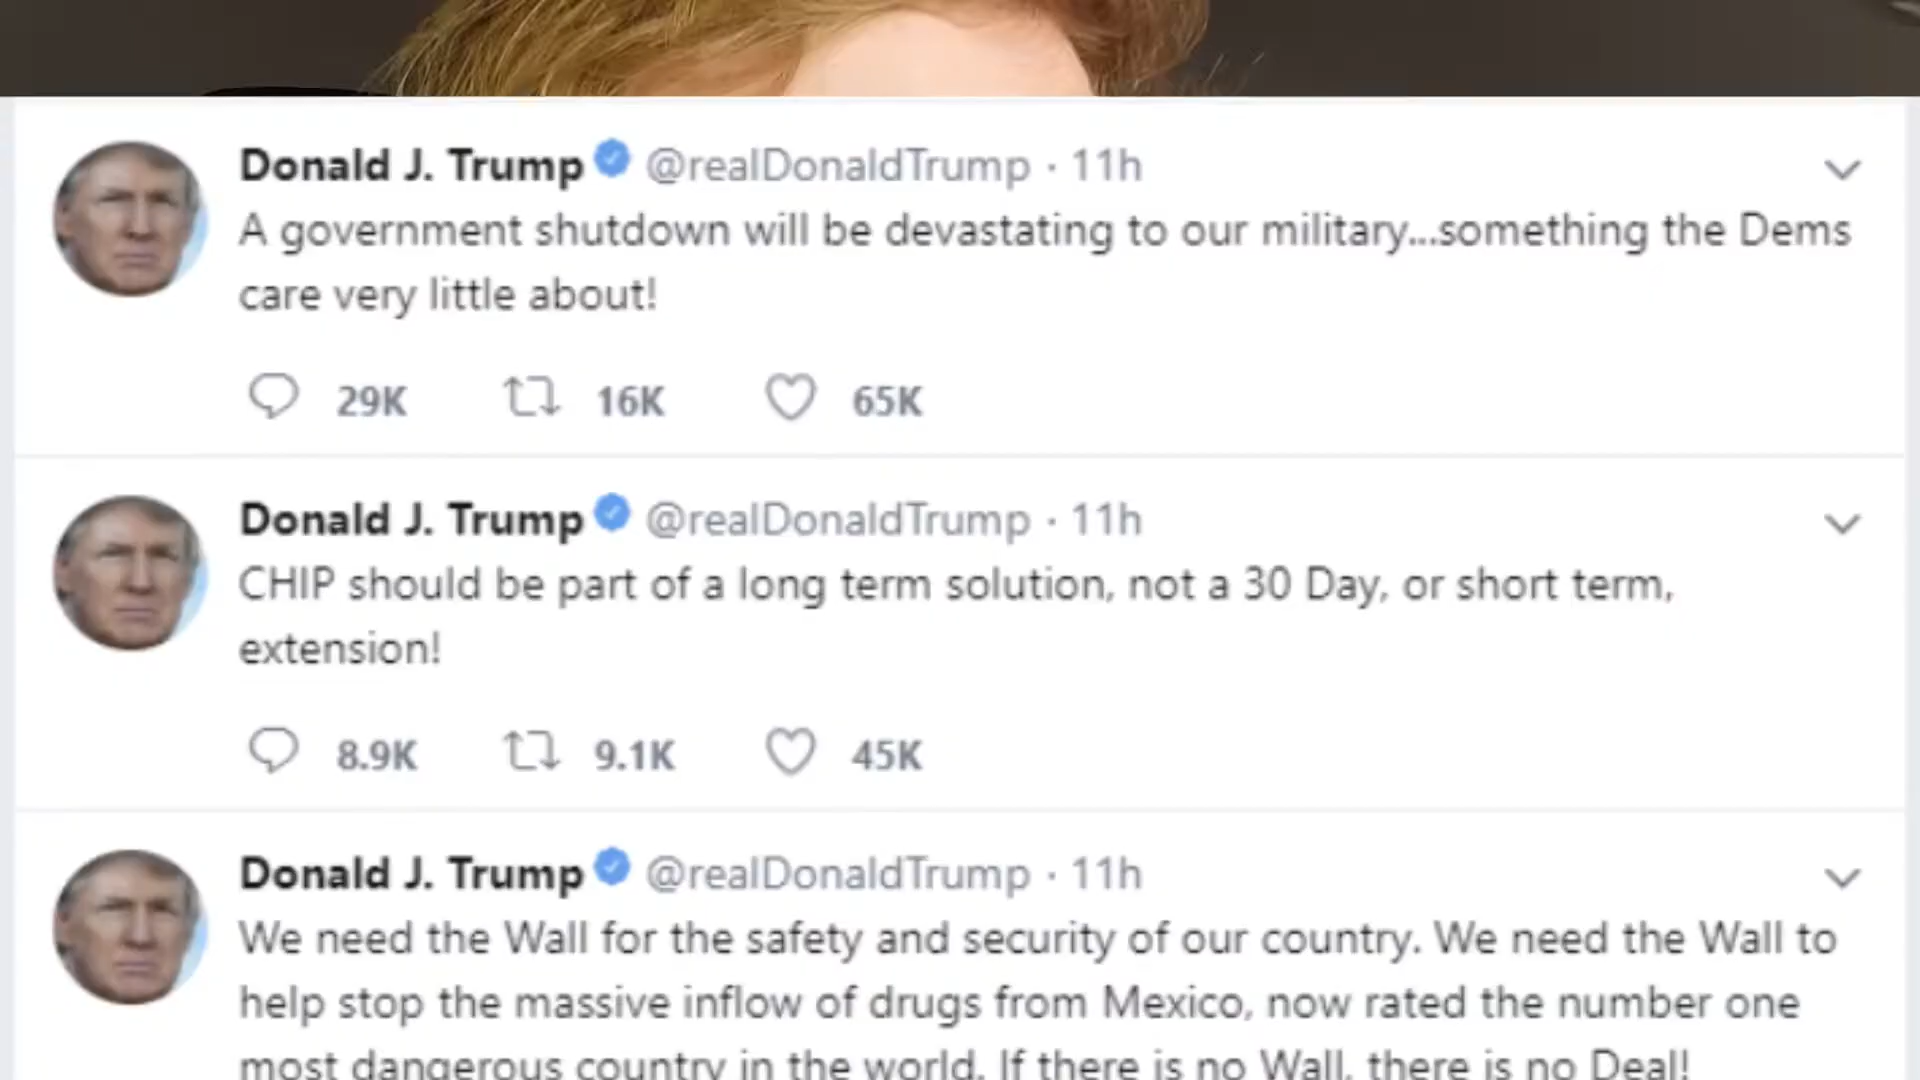 Donald J. Trump @realDonaldTrump · 11h
A government shutdown will be devastating to our military...something the Dems
care very little about!
29K 16K 65K
Donald J. Trump @realDonaldTrump · 11h
CHIP should be part of a long term solution, not a 30 Day, or short term,
extension!
8.9K 9.1K 45K
Donald J. Trump @realDonaldTrump · 11h
We need the Wall for the safety and security of our country. We need the Wall to
help stop the massive inflow of drugs from Mexico, now rated the number one
most dangerous country in the world. If there is no Wall, there is no Deal!